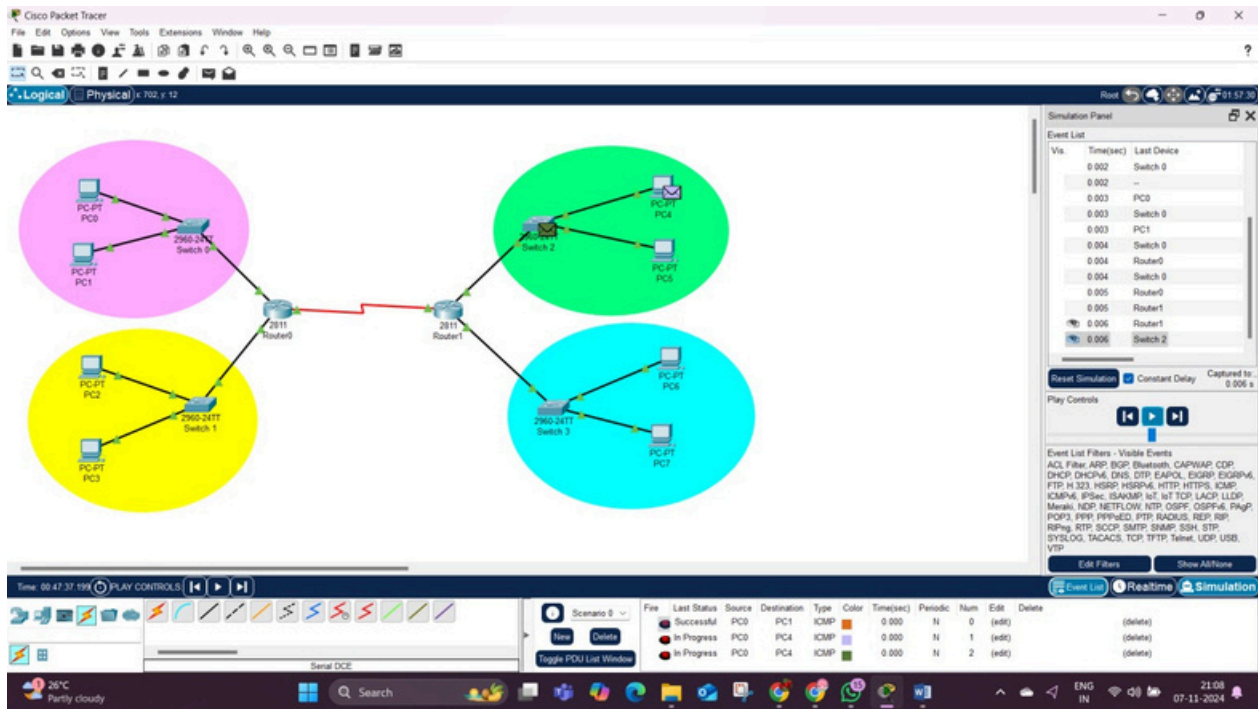 Cisco Packet Tracer
File Edit Options View Tools Extensions Window Help
?
Logical Physical x: 702, y: 12
Root 01:57:30
PC-PT
PC0
PC-PT
PC1
2960-24TT
Switch 0
PC-PT
PC2
PC-PT
PC3
2960-24TT
Switch 1
2811
Router0
2811
Router1
PC-PT
PC4
PC-PT
PC5
Switch 2
PC-PT
PC6
PC-PT
PC7
2960-24TT
Switch 3
Simulation Panel
Event List
Vis. Time(sec) Last Device
0.002 Switch 0
0.002 --
0.003 PC0
0.003 Switch 0
0.003 PC1
0.004 Switch 0
0.004 Router0
0.004 Switch 0
0.005 Router0
0.005 Router1
0.006 Router1
0.006 Switch 2
Reset Simulation Constant Delay Captured to:
0.006 s
Play Controls
Event List Filters - Visible Events
ACL Filter, ARP, BGP, Bluetooth, CAPWAP, CDP,
DHCP, DHCPv6, DNS, DTP, EAPOL, EIGRP, EIGRPv6,
FTP, H.323, HSRP, HSRPv6, HTTP, HTTPS, ICMP,
ICMPv6, IPSec, ISAKMP, IoT, IoT TCP, LACP, LLDP,
Meraki, NDP, NETFLOW, NTP, OSPF, OSPFv6, PAgP,
POP3, PPP, PPPoED, PTP, RADIUS, REP, RIP,
RIPng, RTP, SCCP, SMTP, SNMP, SSH, STP,
SYSLOG, TACACS, TCP, TFTP, Telnet, UDP, USB,
VTP
Edit Filters Show All/None
Time: 00:47:37.199 PLAY CONTROLS:
Event List Realtime Simulation
Serial DCE
Scenario 0
New Delete
Toggle PDU List Window
Fire Last Status Source Destination Type Color Time(sec) Periodic Num Edit Delete
Successful PC0 PC1 ICMP 0.000 N 0 (edit) (delete)
In Progress PC0 PC4 ICMP 0.000 N 1 (edit) (delete)
In Progress PC0 PC4 ICMP 0.000 N 2 (edit) (delete)
26°C
Partly cloudy
Search
15
ENG
IN
21:08
07-11-2024